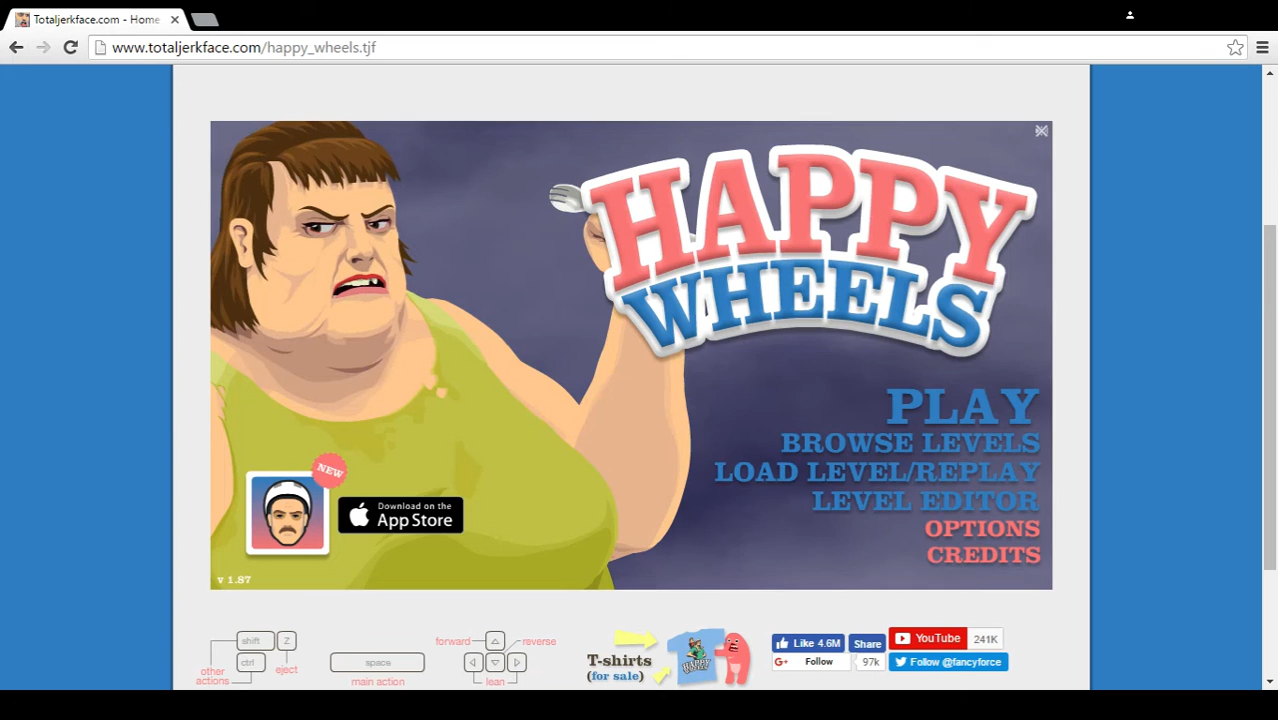 Totaljerkface.com - Home
www.totaljerkface.com/happy_wheels.tjf
HAPPY
WHEELS
PLAY
BROWSE LEVELS
LOAD LEVEL/REPLAY
LEVEL EDITOR
OPTIONS
CREDITS
NEW
Download on the
App Store
v 1.87
shift
Z
ctrl
other
actions
eject
space
main action
forward
reverse
lean
T-shirts
(for sale)
HAPPY
Like 4.6M
Share
Follow
97k
YouTube
241K
Follow @fancyforce